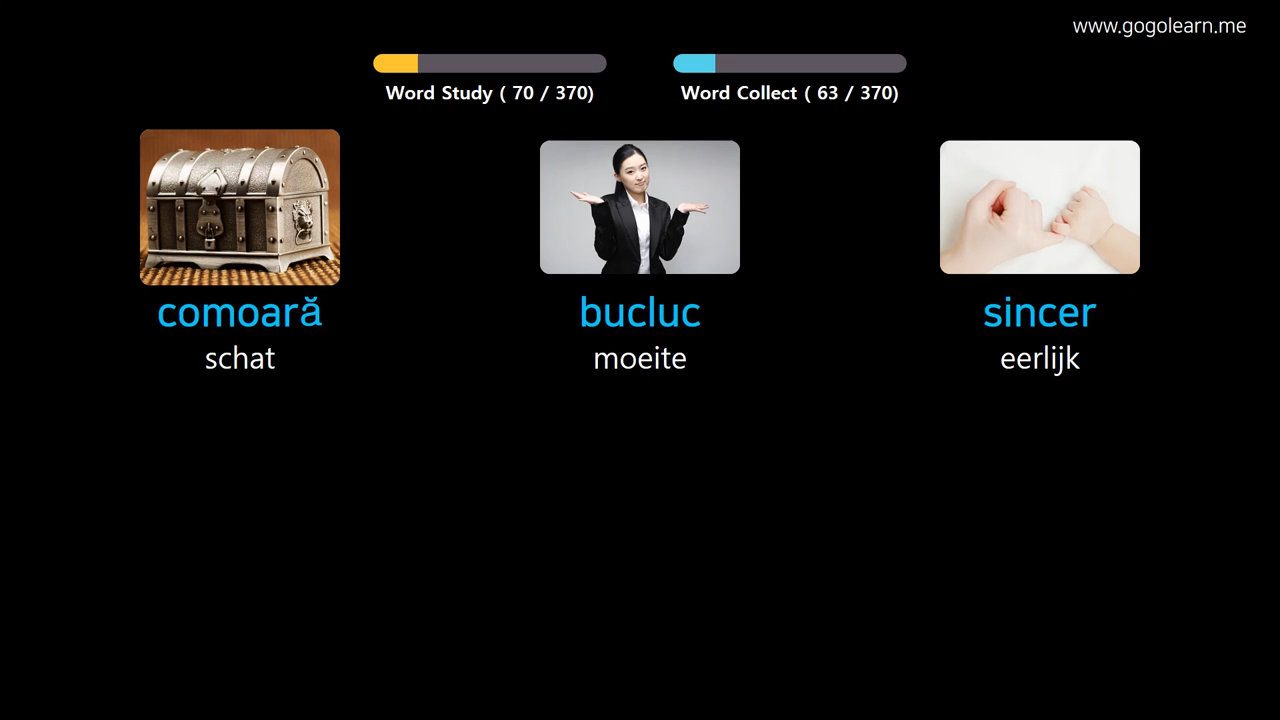 www.gogolearn.me
Word Study ( 70 / 370)
Word Collect ( 63 / 370)
comoară
bucluc
sincer
schat
moeite
eerlijk